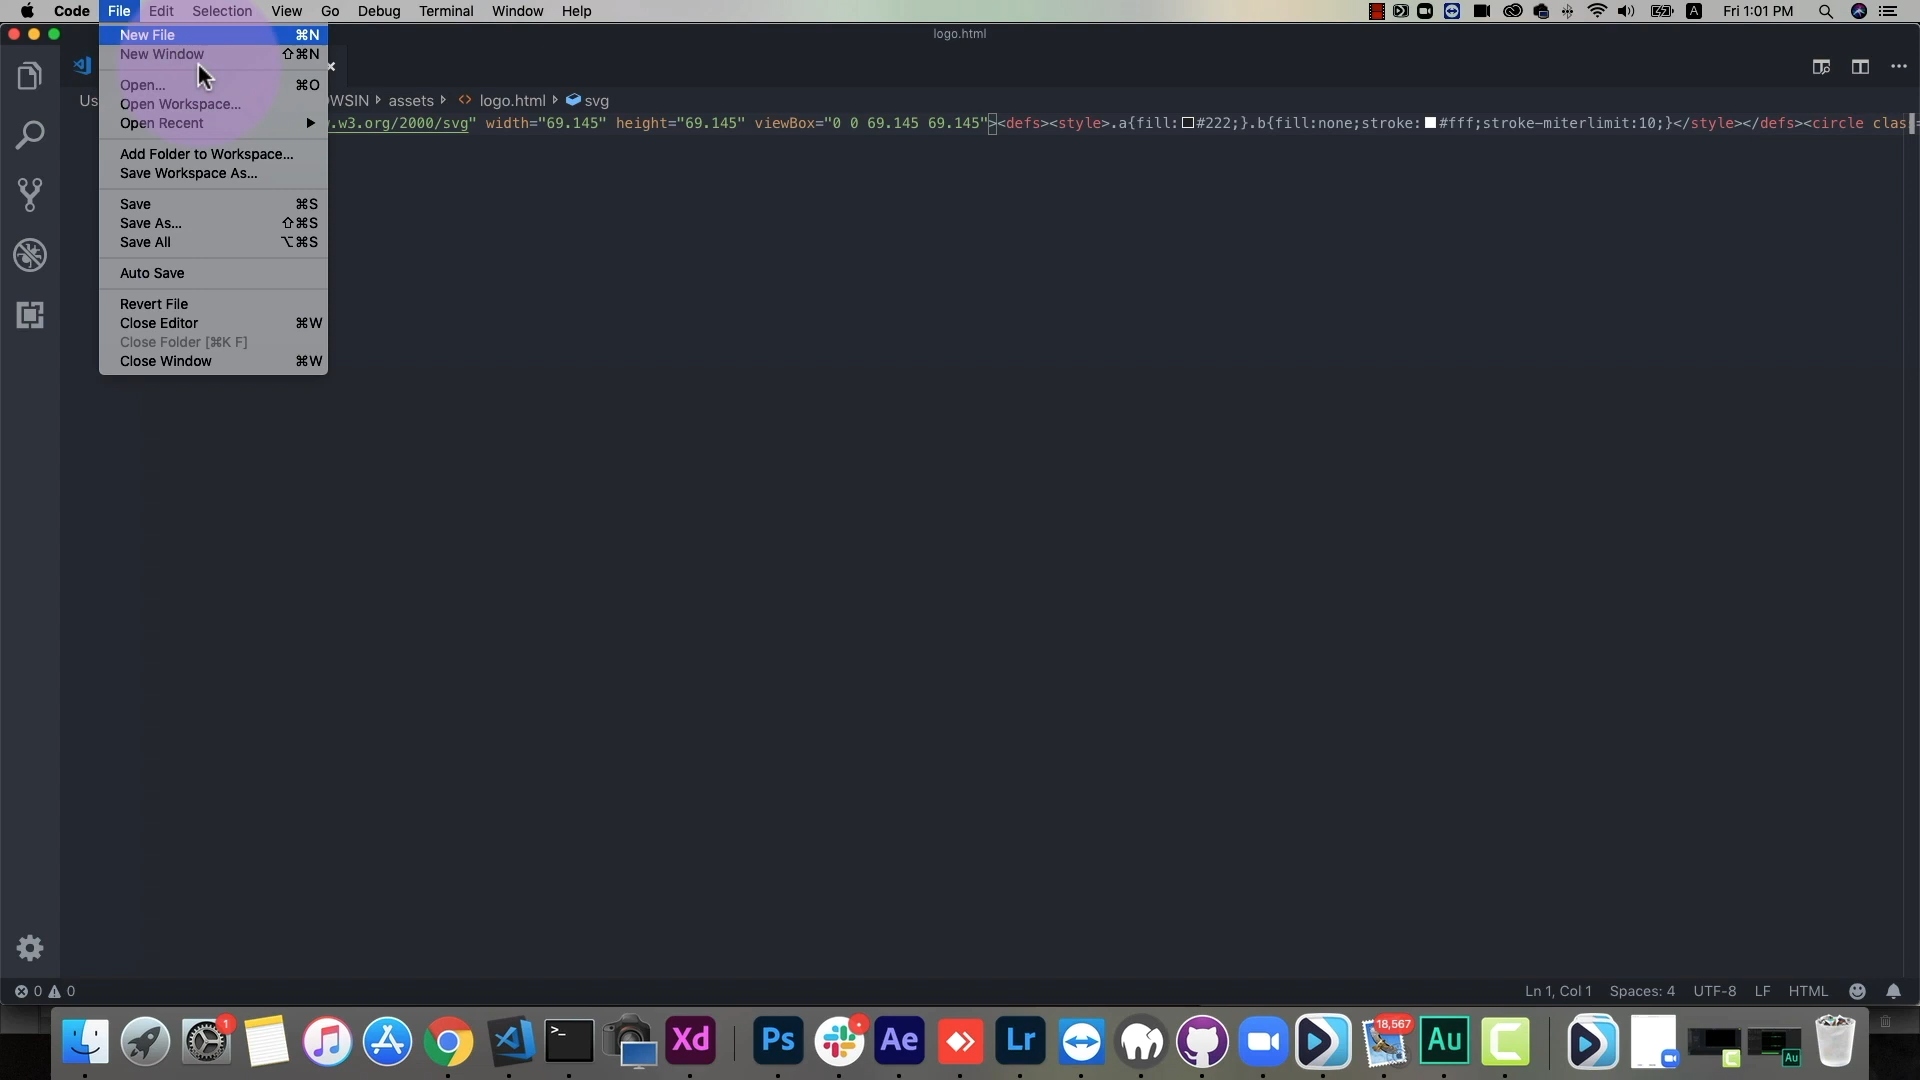 Code File Edit Selection View Go Debug Terminal Window Help Fri 1:01 PM
logo.html
New File ⌘N
New Window ⇧⌘N
Open... ⌘O
Open Workspace...
Open Recent
Add Folder to Workspace...
Save Workspace As...
Save ⌘S
Save As... ⇧⌘S
Save All ⌥⌘S
Auto Save
Revert File
Close Editor ⌘W
Close Folder [⌘K F]
Close Window ⌘W
Us OWSIN assets <> logo.html svg
.w3.org/2000/svg" width="69.145" height="69.145" viewBox="0 0 69.145 69.145"><defs><style>.a{fill:#222;}.b{fill:none;stroke:#fff;stroke-miterlimit:10;}</style></defs><circle clas=
0 0 Ln 1, Col 1 Spaces: 4 UTF-8 LF HTML
1 >_ Xd Ps Ae Lr 18,567 Au Au